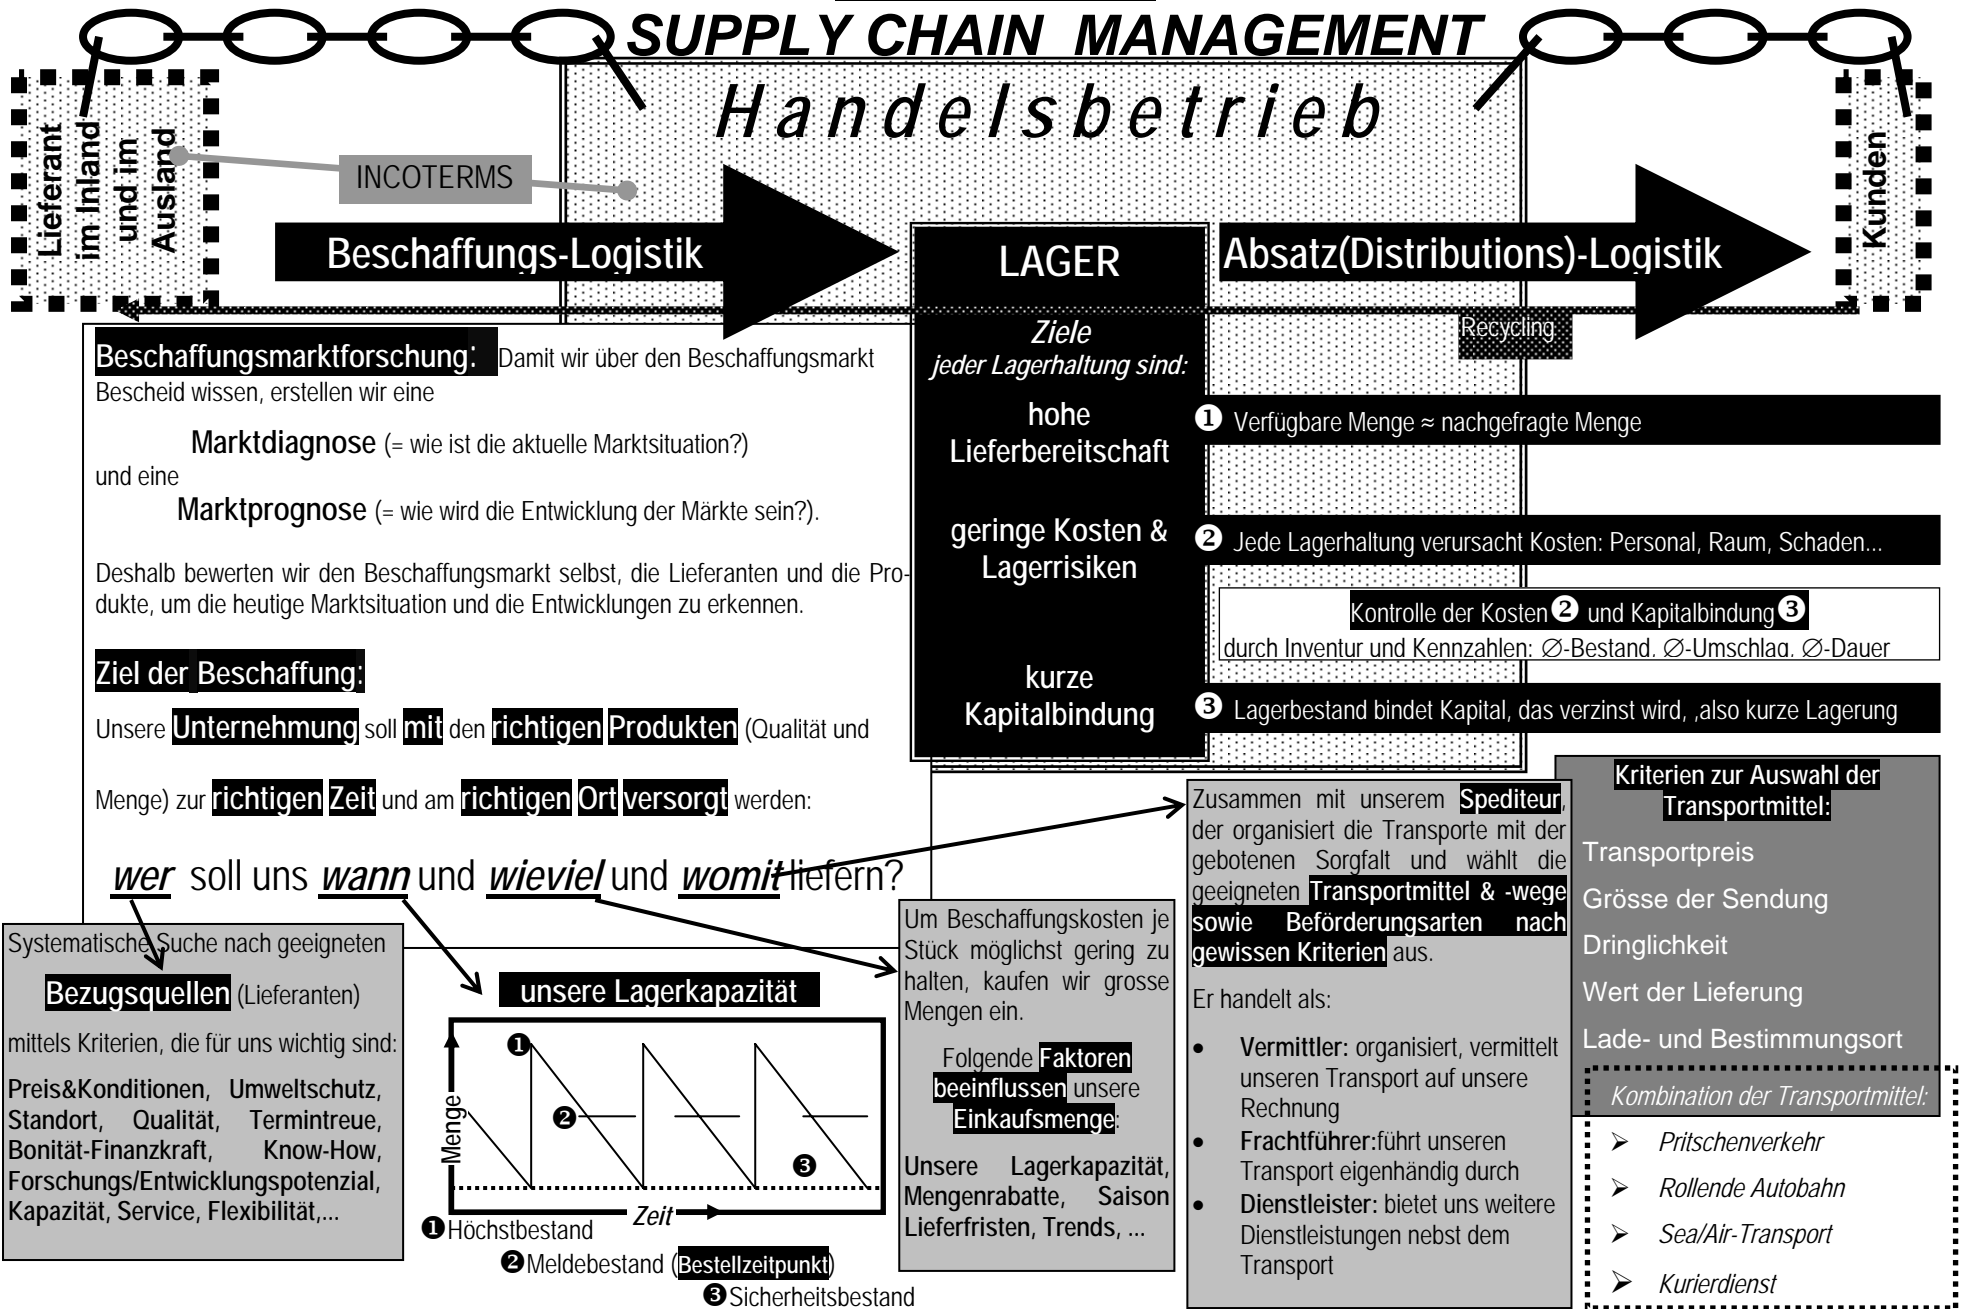 SUPPLY CHAIN MANAGEMENT
Handelsbetrieb
Lieferant
im Inland
und im
Ausland
INCOTERMS
Kunden
Beschaffungs-Logistik
LAGER
Absatz(Distributions)-Logistik
Recycling
Beschaffungsmarktforschung: Damit wir über den Beschaffungsmarkt
Bescheid wissen, erstellen wir eine
Marktdiagnose (= wie ist die aktuelle Marktsituation?)
und eine
Marktprognose (= wie wird die Entwicklung der Märkte sein?).
Deshalb bewerten wir den Beschaffungsmarkt selbst, die Lieferanten und die Pro-
dukte, um die heutige Marktsituation und die Entwicklungen zu erkennen.
Ziel der Beschaffung:
Unsere Unternehmung soll mit den richtigen Produkten (Qualität und
Menge) zur richtigen Zeit und am richtigen Ort versorgt werden:
wer soll uns wann und wieviel und womit liefern?
Ziele
jeder Lagerhaltung sind:
hohe
Lieferbereitschaft
geringe Kosten &
Lagerrisiken
kurze
Kapitalbindung
❶ Verfügbare Menge ≈ nachgefragte Menge
❷ Jede Lagerhaltung verursacht Kosten: Personal, Raum, Schaden...
Kontrolle der Kosten ❷ und Kapitalbindung ❸
durch Inventur und Kennzahlen: ∅-Bestand, ∅-Umschlag, ∅-Dauer
❸ Lagerbestand bindet Kapital, das verzinst wird, ,also kurze Lagerung
Systematische Suche nach geeigneten
Bezugsquellen (Lieferanten)
mittels Kriterien, die für uns wichtig sind:
Preis&Konditionen, Umweltschutz,
Standort, Qualität, Termintreue,
Bonität-Finanzkraft, Know-How,
Forschungs/Entwicklungspotenzial,
Kapazität, Service, Flexibilität,...
unsere Lagerkapazität
❶
❷
❸
Menge
Zeit
❶Höchstbestand
❷Meldebestand (Bestellzeitpunkt)
❸Sicherheitsbestand
Um Beschaffungskosten je
Stück möglichst gering zu
halten, kaufen wir grosse
Mengen ein.
Folgende Faktoren
beeinflussen unsere
Einkaufsmenge:
Unsere Lagerkapazität,
Mengenrabatte, Saison
Lieferfristen, Trends, ...
Zusammen mit unserem Spediteur,
der organisiert die Transporte mit der
gebotenen Sorgfalt und wählt die
geeigneten Transportmittel & -wege
sowie Beförderungsarten nach
gewissen Kriterien aus.
Er handelt als:
• Vermittler: organisiert, vermittelt
unseren Transport auf unsere
Rechnung
• Frachtführer:führt unseren
Transport eigenhändig durch
• Dienstleister: bietet uns weitere
Dienstleistungen nebst dem
Transport
Kriterien zur Auswahl der
Transportmittel:
Transportpreis
Grösse der Sendung
Dringlichkeit
Wert der Lieferung
Lade- und Bestimmungsort
Kombination der Transportmittel:
➢ Pritschenverkehr
➢ Rollende Autobahn
➢ Sea/Air-Transport
➢ Kurierdienst